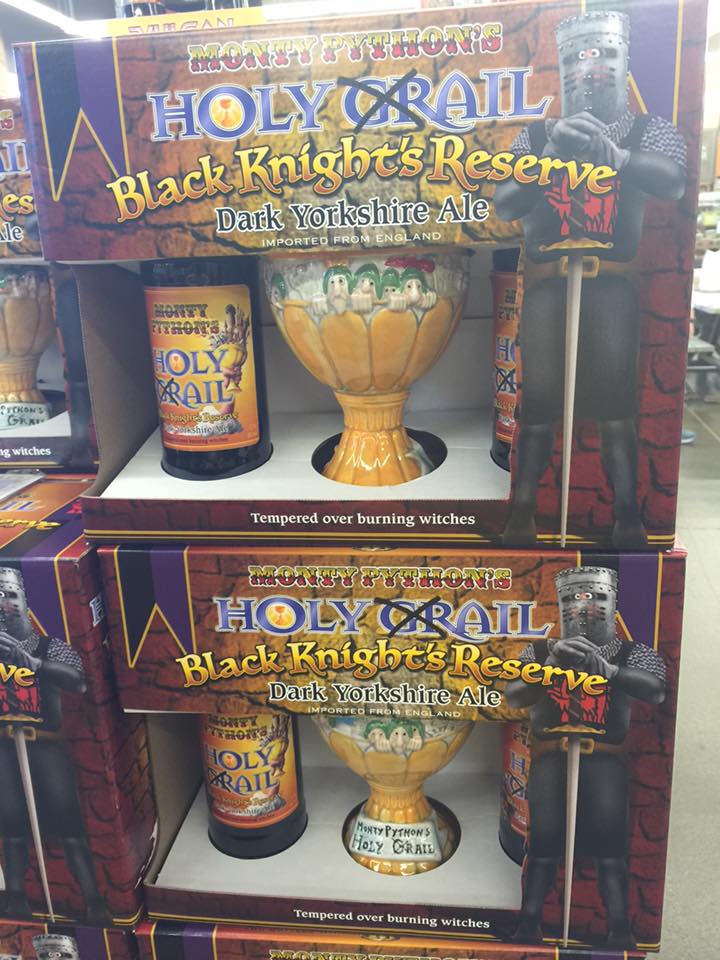 MONTY PYTHON'S
HOLY GRAIL
Black Knight's Reserve
Dark Yorkshire Ale
IMPORTED FROM ENGLAND
MONTY
PYTHON'S
HOLY
GRAIL
Tempered over burning witches
ng witches
MONTY PYTHON'S
HOLY GRAIL
Black Knight's Reserve
Dark Yorkshire Ale
IMPORTED FROM ENGLAND
MONTY
PYTHON'S
HOLY
GRAIL
MONTY PYTHON'S
HOLY GRAIL
Tempered over burning witches